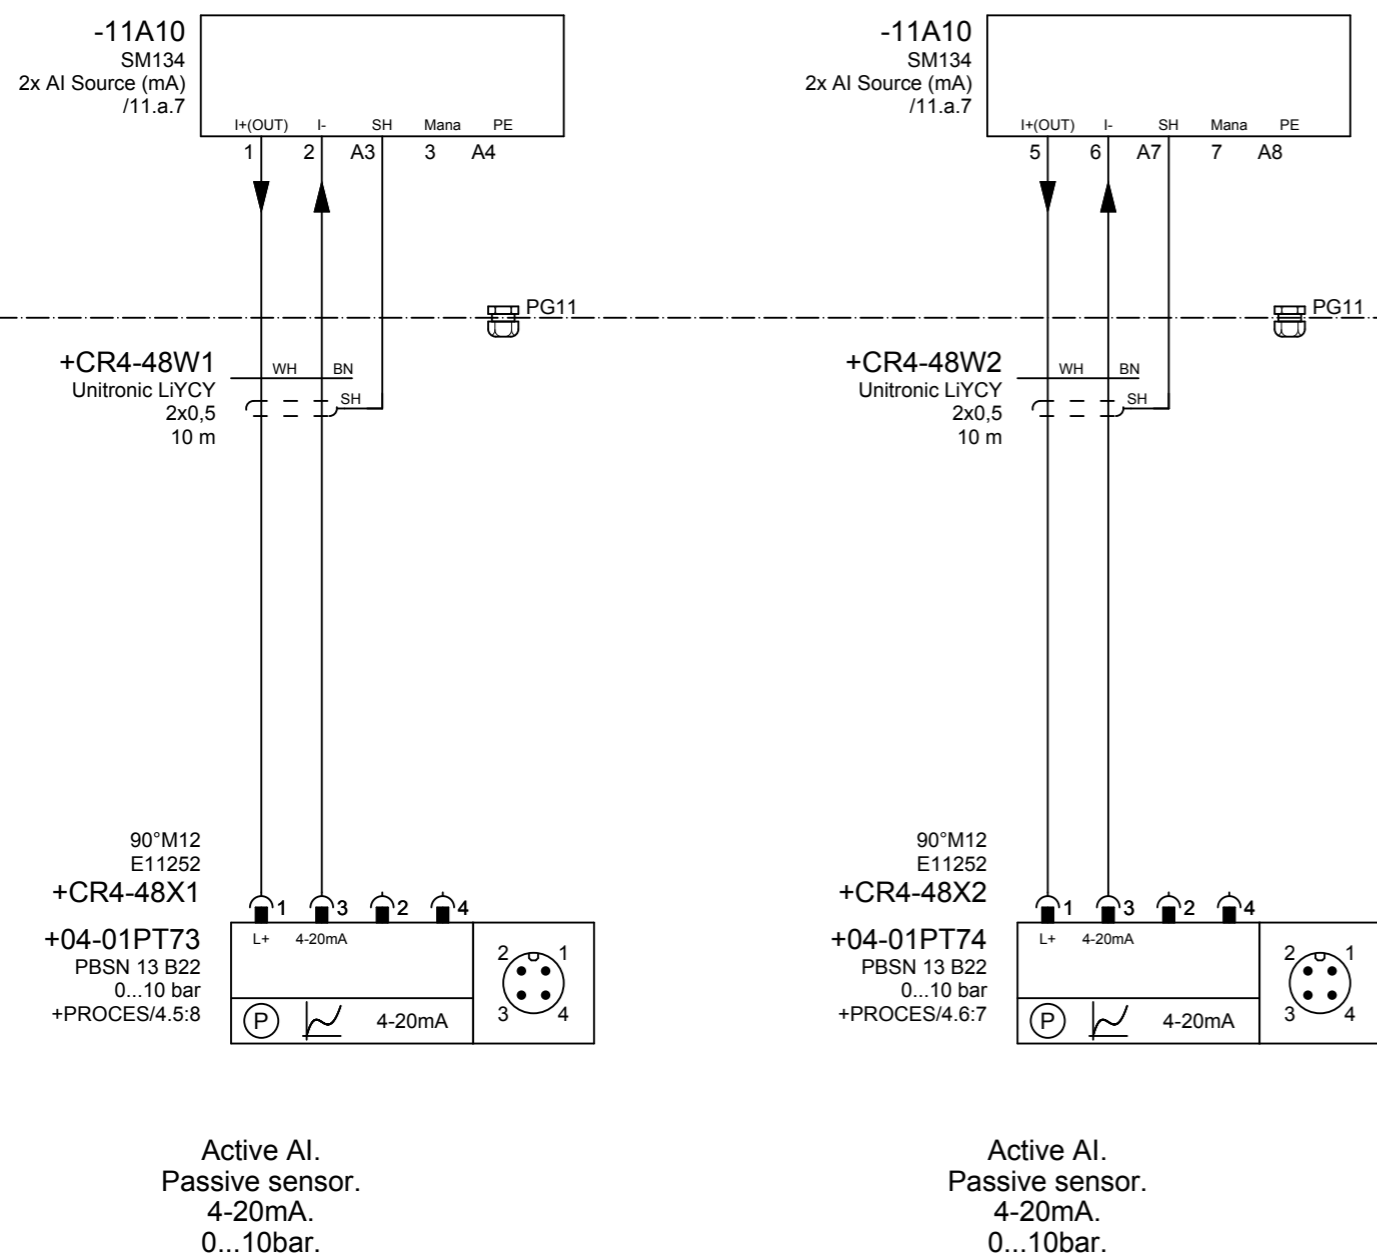 -11A10
SM134
2x AI Source (mA)
/11.a.7
I+(OUT) I- SH Mana PE
1 2 A3 3 A4
PG11
+CR4-48W1
Unitronic LiYCY
2x0,5
10 m
WH BN
SH
90°M12
E11252
+CR4-48X1
1 3 2 4
+04-01PT73
PBSN 13 B22
0...10 bar
+PROCES/4.5:8
L+ 4-20mA
P 4-20mA
2 1
3 4
Active AI.
Passive sensor.
4-20mA.
0...10bar.
-11A10
SM134
2x AI Source (mA)
/11.a.7
I+(OUT) I- SH Mana PE
5 6 A7 7 A8
PG11
+CR4-48W2
Unitronic LiYCY
2x0,5
10 m
WH BN
SH
90°M12
E11252
+CR4-48X2
1 3 2 4
+04-01PT74
PBSN 13 B22
0...10 bar
+PROCES/4.6:7
L+ 4-20mA
P 4-20mA
2 1
3 4
Active AI.
Passive sensor.
4-20mA.
0...10bar.